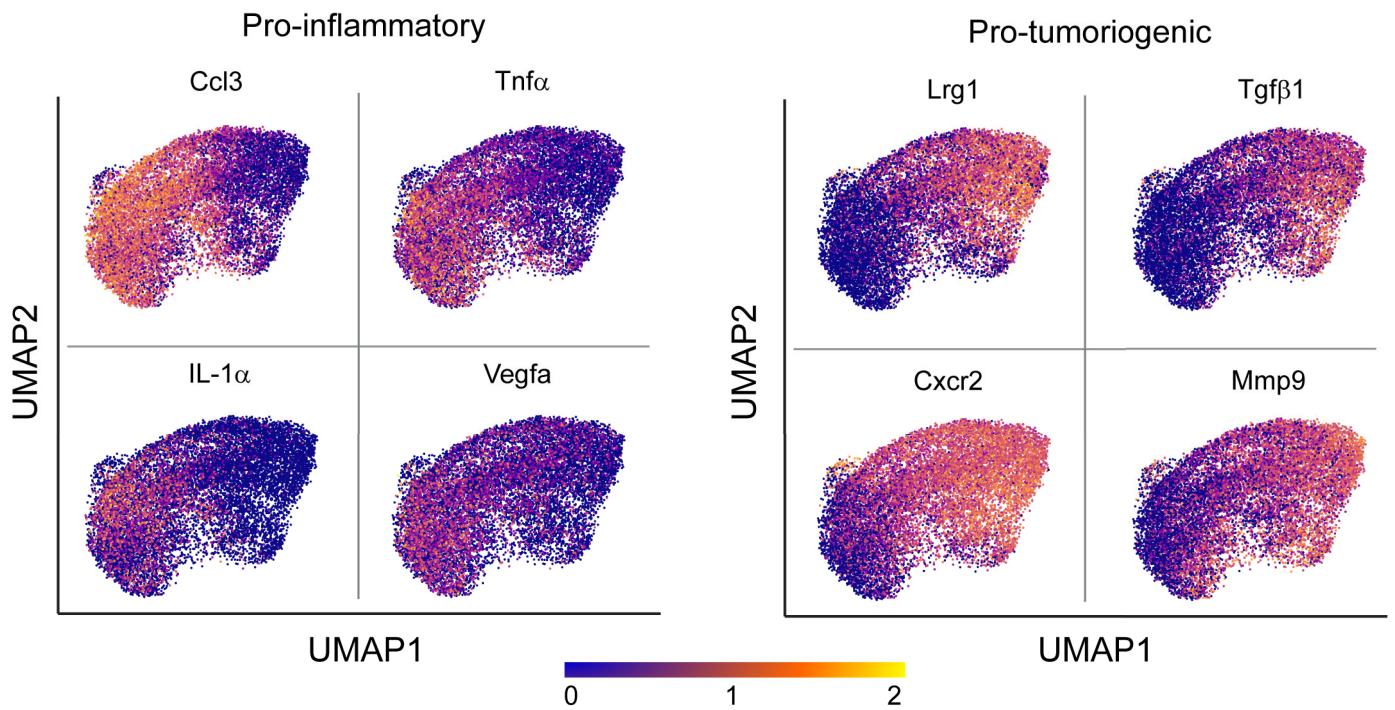 Pro-inflammatory
Pro-tumoriogenic
Ccl3
Tnfα
Lrg1
Tgfβ1
IL-1α
Vegfa
Cxcr2
Mmp9
UMAP2
UMAP2
UMAP1
UMAP1
0 1 2